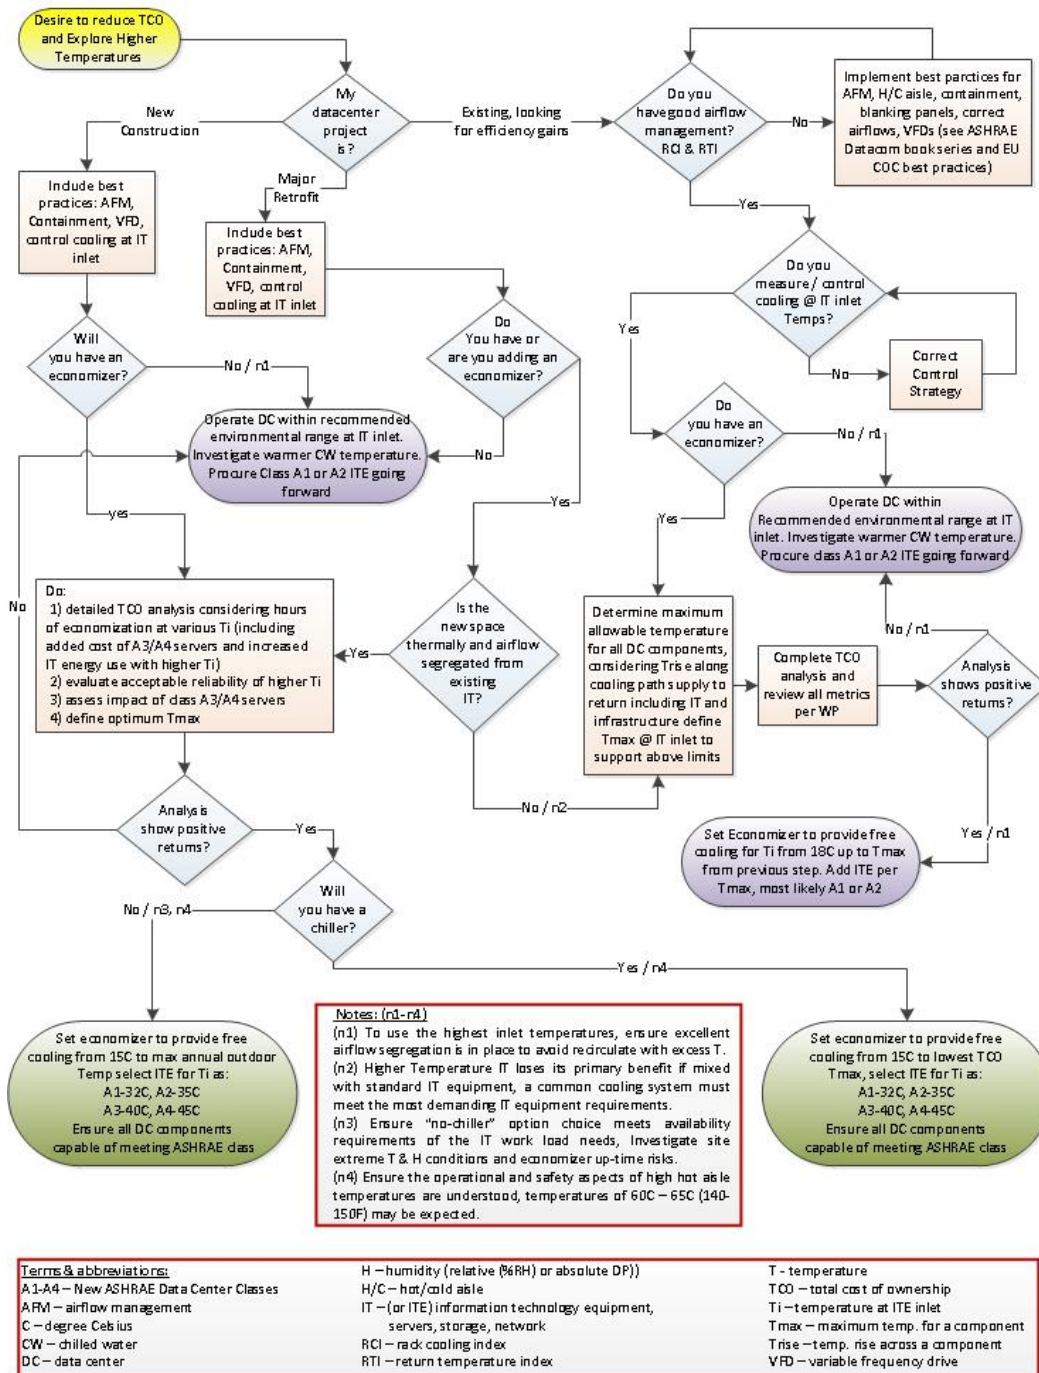 Desire to reduce TCO
and Explore Higher
Temperatures
My
datacenter
project
is?
New
Construction
Existing, looking
for efficiency gains
Major
Retrofit
Do you
have good airflow
management?
RCI & RTI
No
Implement best parctices for
AFM, H/C aisle, containment,
blanking panels, correct
airflows, VFDs (see ASHRAE
Datacom book series and EU
COC best practices)
Yes
Include best
practices: AFM,
Containment, VFD,
control cooling at IT
inlet
Include best
practices: AFM,
Containment,
VFD, control
cooling at IT inlet
Do you
measure / control
cooling @ IT inlet
Temps?
Yes
No
Correct
Control
Strategy
Will
you have an
economizer?
No / n1
Do
You have or
are you adding an
economizer?
No
Yes
Operate DC within recommended
environmental range at IT inlet.
Investigate warmer CW temperature.
Procure Class A1 or A2 ITE going
forward
Do
you have an
economizer?
No / n1
Yes
Operate DC within
Recommended environmental range at IT
inlet. Investigate warmer CW temperature.
Procure class A1 or A2 ITE going forward
yes
No
Do:
1) detailed TCO analysis considering hours
of economization at various Ti (including
added cost of A3/A4 servers and increased
IT energy use with higher Ti)
2) evaluate acceptable reliability of higher Ti
3) assess impact of class A3/A4 servers
4) define optimum Tmax
Yes
Is the
new space
thermally and airflow
segregated from
existing
IT?
No / n2
Determine maximum
allowable temperature
for all DC components,
considering Trise along
cooling path supply to
return including IT and
infrastructure define
Tmax @ IT inlet to
support above limits
Complete TCO
analysis and
review all metrics
per WP
No / n1
Analysis
shows positive
returns?
Yes / n1
Set Economizer to provide free
cooling for Ti from 18C up to Tmax
from previous step. Add ITE per
Tmax, most likely A1 or A2
Analysis
show positive
returns?
Yes
Will
you have a
chiller?
No / n3, n4
Yes / n4
Set economizer to provide free
cooling from 15C to max annual outdoor
Temp select ITE for Ti as:
A1-32C, A2-35C
A3-40C, A4-45C
Ensure all DC components
capable of meeting ASHRAE class
Notes: (n1-n4)
(n1) To use the highest inlet temperatures, ensure excellent
airflow segregation is in place to avoid recirculate with excess T.
(n2) Higher Temperature IT loses its primary benefit if mixed
with standard IT equipment, a common cooling system must
meet the most demanding IT equipment requirements.
(n3) Ensure "no-chiller" option choice meets availability
requirements of the IT work load needs, Investigate site
extreme T & H conditions and economizer up-time risks.
(n4) Ensure the operational and safety aspects of high hot aisle
temperatures are understood, temperatures of 60C – 65C (140-
150F) may be expected.
Set economizer to provide free
cooling from 15C to lowest TCO
Tmax, select ITE for Ti as:
A1-32C, A2-35C
A3-40C, A4-45C
Ensure all DC components
capable of meeting ASHRAE class
Terms & abbreviations:
A1-A4 – New ASHRAE Data Center Classes
AFM – airflow management
C – degree Celsius
CW – chilled water
DC – data center
H – humidity (relative (%RH) or absolute DP))
H/C – hot/cold aisle
IT – (or ITE) information technology equipment,
servers, storage, network
RCI – rack cooling index
RTI – return temperature index
T - temperature
TCO – total cost of ownership
Ti – temperature at ITE inlet
Tmax – maximum temp. for a component
Trise – temp. rise across a component
VFD – variable frequency drive